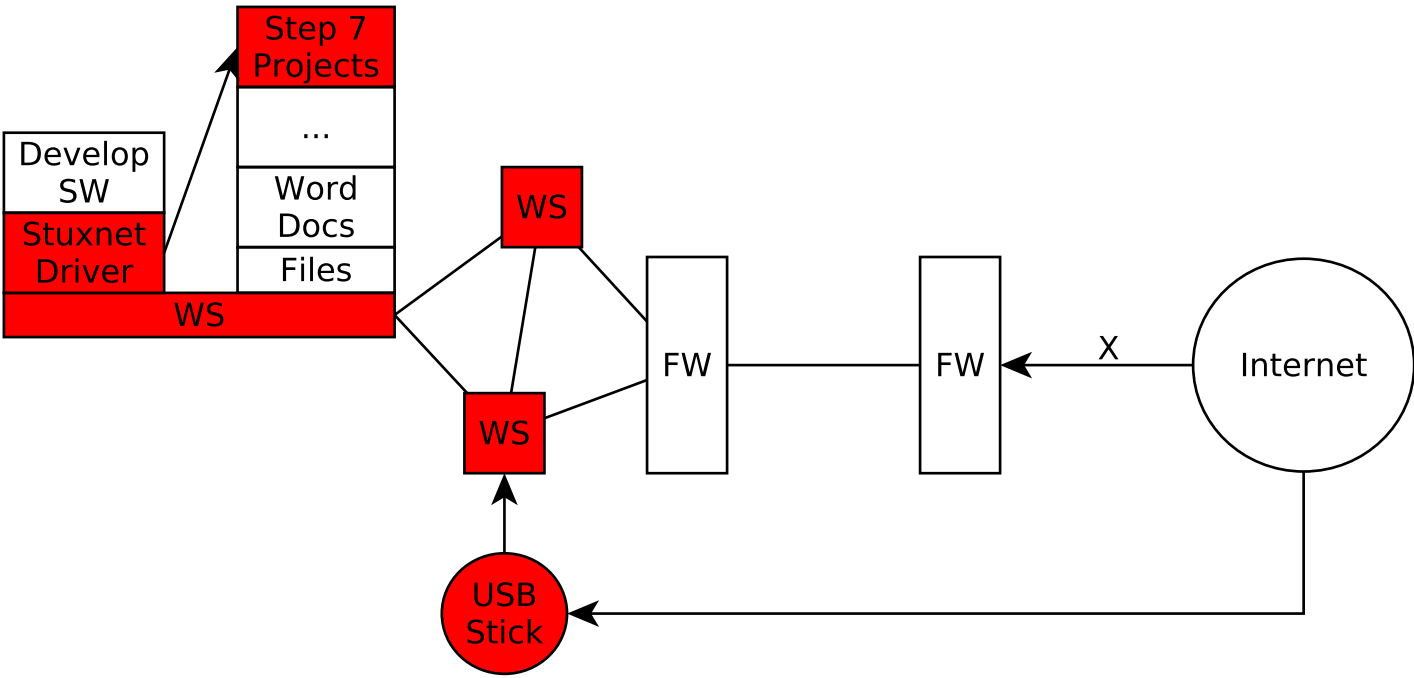 Step 7
Projects
...
Develop
SW
Word
Docs
Stuxnet
Driver
Files
WS
WS
WS
FW
FW
X
Internet
USB
Stick